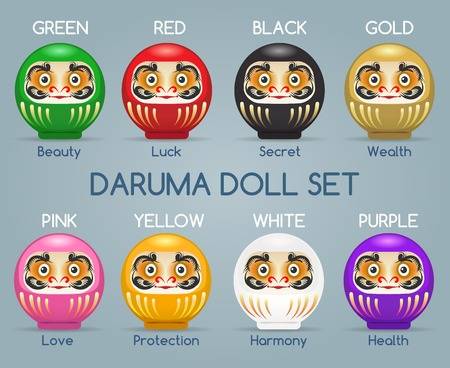 GREEN RED BLACK GOLD
Beauty Luck Secret Wealth
DARUMA DOLL SET
PINK YELLOW WHITE PURPLE
Love Protection Harmony Health